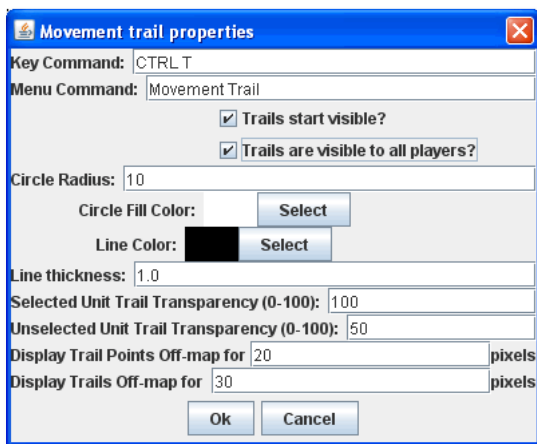 Movement trail properties
Key Command: CTRL T
Menu Command: Movement Trail
Trails start visible?
Trails are visible to all players?
Circle Radius: 10
Circle Fill Color: Select
Line Color: Select
Line thickness: 1.0
Selected Unit Trail Transparency (0-100): 100
Unselected Unit Trail Transparency (0-100): 50
Display Trail Points Off-map for 20 pixels
Display Trails Off-map for 30 pixels
Ok Cancel